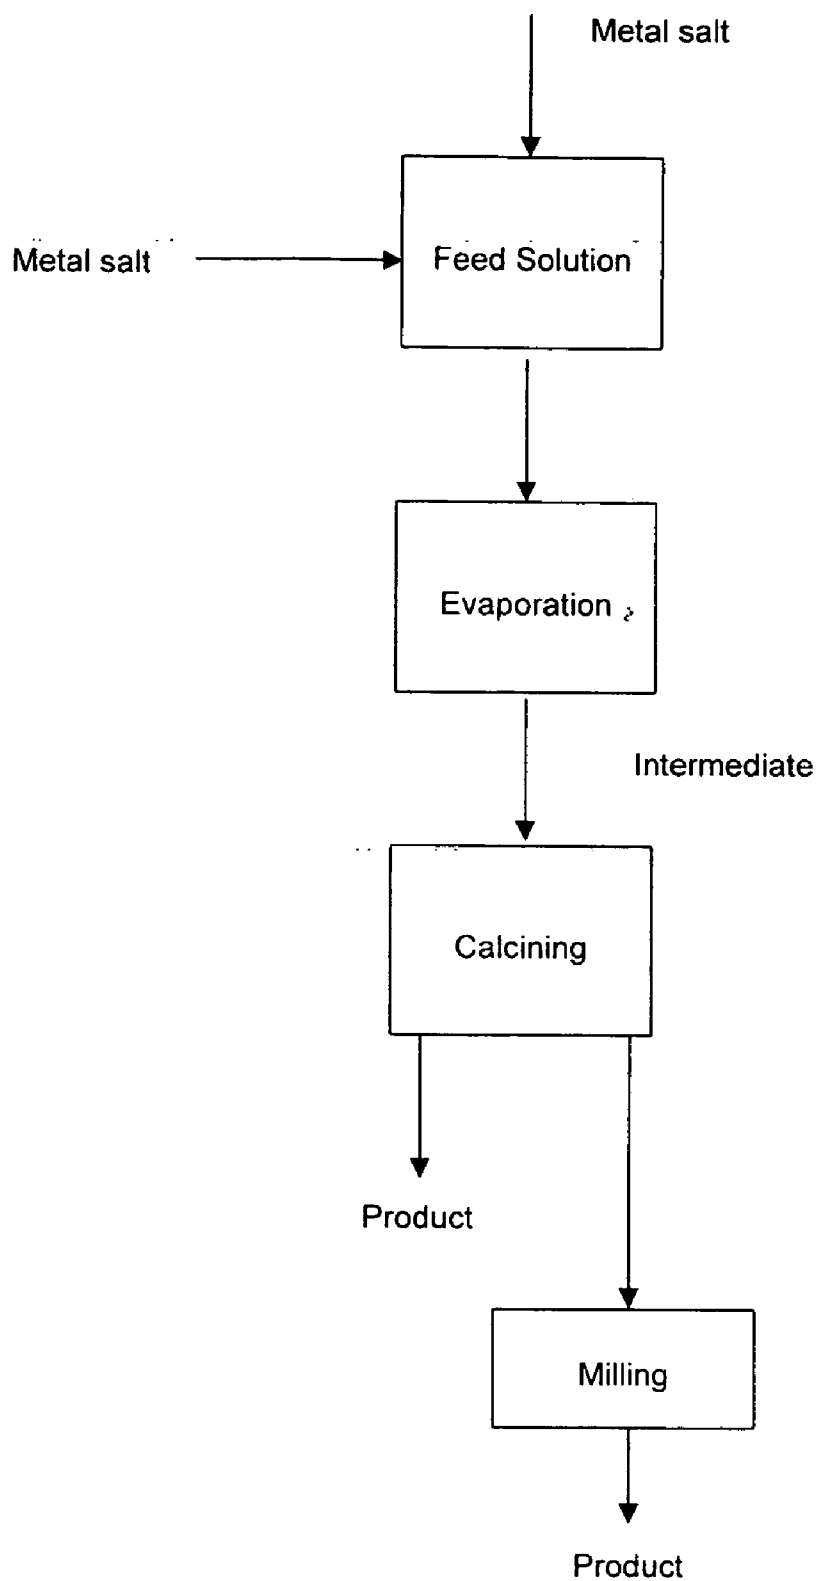 Metal salt
Metal salt
Feed Solution
Evaporation
Intermediate
Calcining
Product
Milling
Product